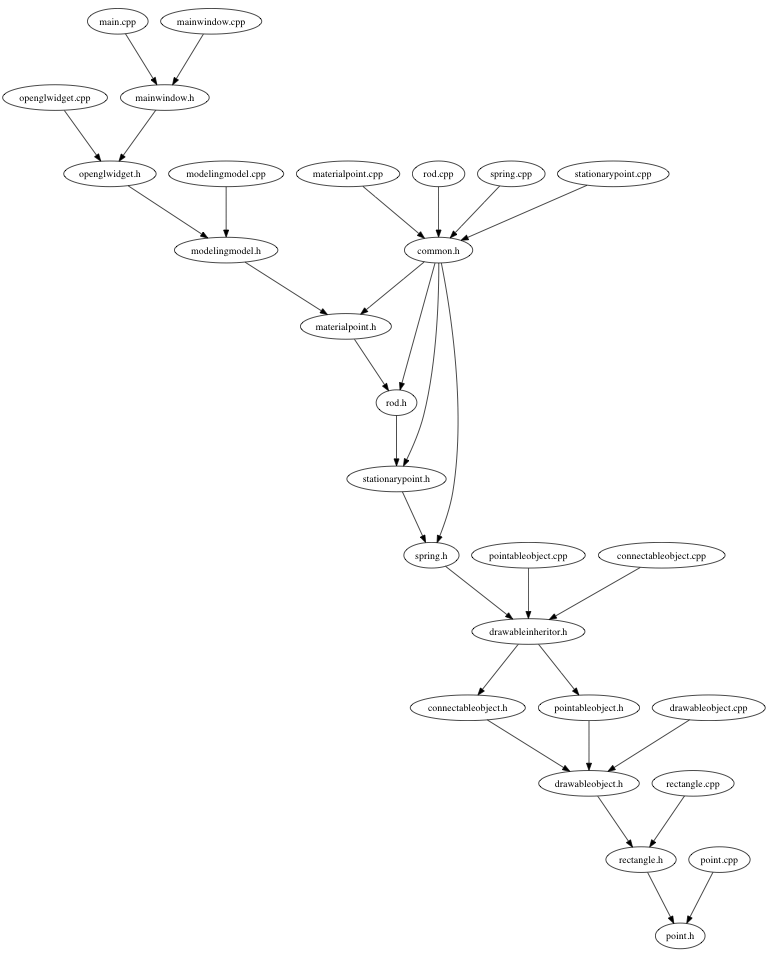 main.cpp
mainwindow.cpp
openglwidget.cpp
mainwindow.h
openglwidget.h
modelingmodel.cpp
materialpoint.cpp
rod.cpp
spring.cpp
stationarypoint.cpp
modelingmodel.h
common.h
materialpoint.h
rod.h
stationarypoint.h
spring.h
pointableobject.cpp
connectableobject.cpp
drawableinheritor.h
connectableobject.h
pointableobject.h
drawableobject.cpp
drawableobject.h
rectangle.cpp
rectangle.h
point.cpp
point.h